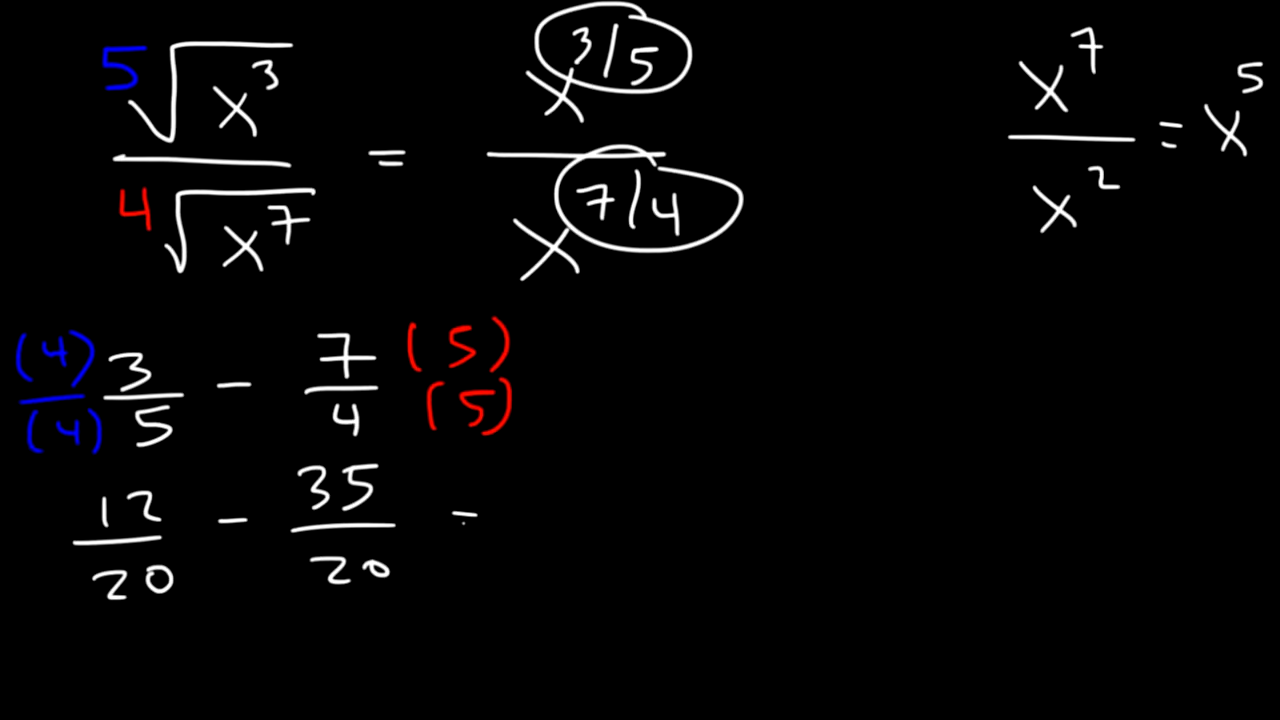 ⁵√x³ / ⁴√x⁷ = x^(3/5) / x^(7/4)
x⁷ / x² = x⁵
(4)/(4) 3/5 − 7/4 (5)/(5)
12/20 − 35/20 =